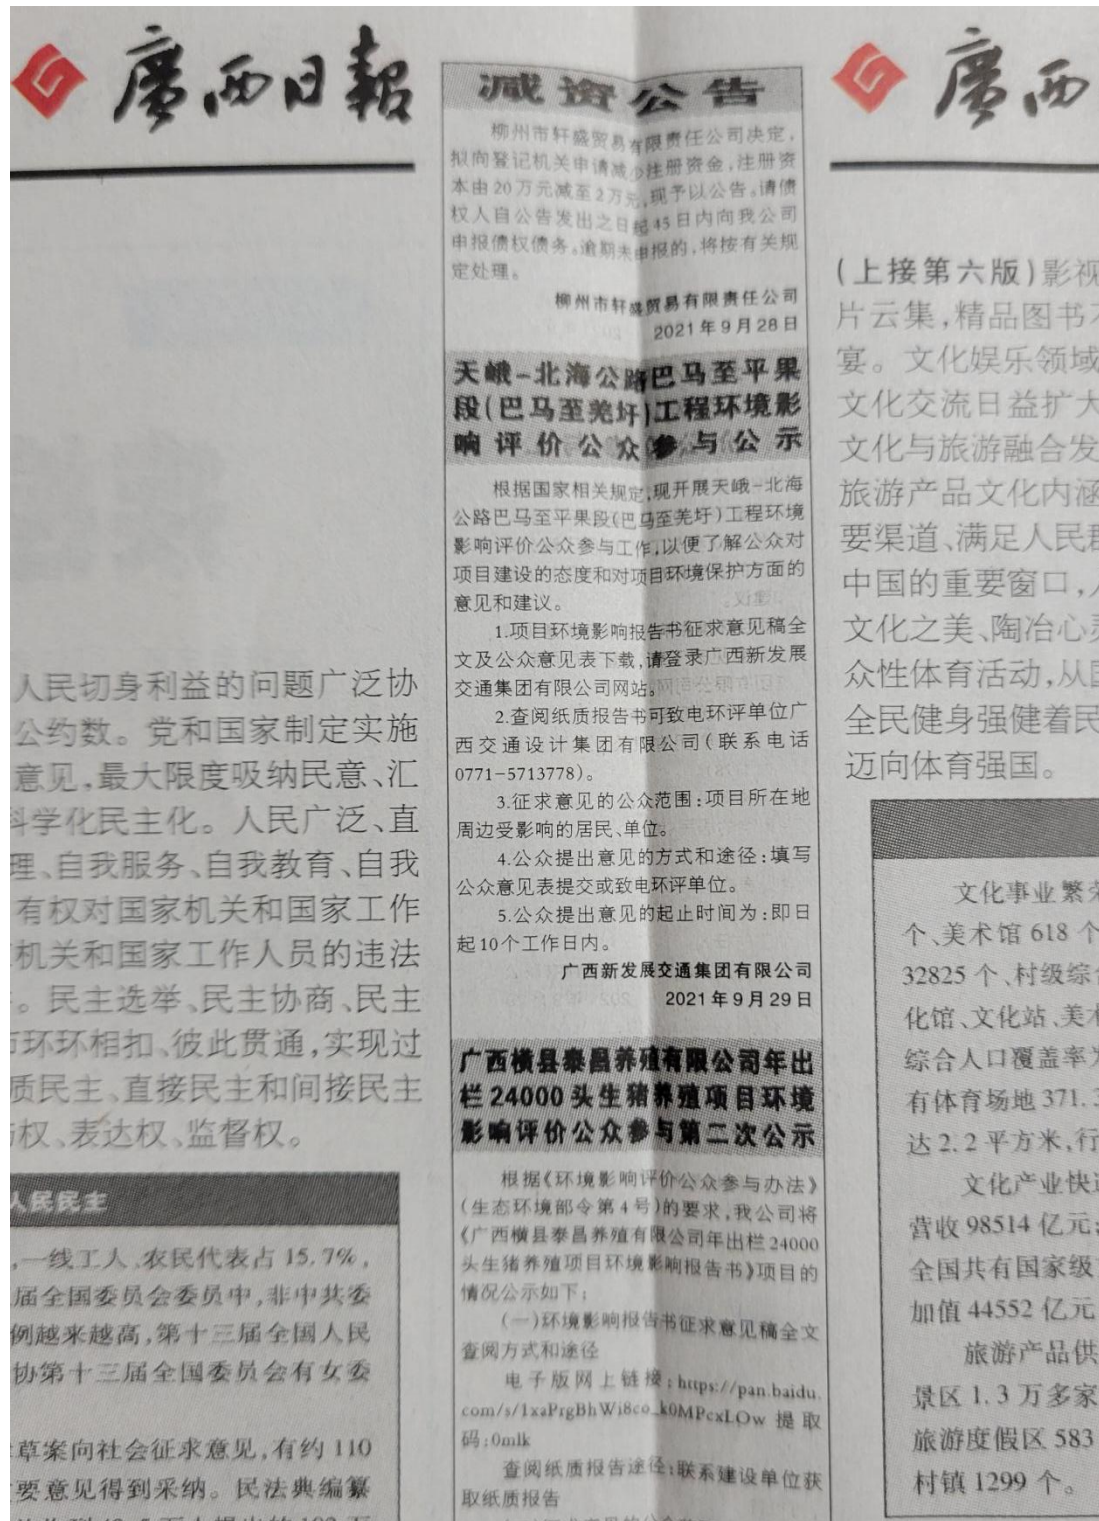 廣西日報
人民切身利益的问题广泛协
公约数。党和国家制定实施
意见,最大限度吸纳民意、汇
科学化民主化。人民广泛、直
理、自我服务、自我教育、自我
有权对国家机关和国家工作
机关和国家工作人员的违法
。民主选举、民主协商、民主
环环相扣、彼此贯通,实现过
质民主、直接民主和间接民主
权、表达权、监督权。
人民民主
,一线工人、农民代表占15.7%,
届全国委员会委员中,非中共委
例越来越高,第十三届全国人民
协第十三届全国委员会有女委
草案向社会征求意见,有约110
要意见得到采纳。民法典编纂
减资公告
柳州市轩盛贸易有限责任公司决定,
拟向登记机关申请减少注册资金,注册资
本由20万元减至2万元,现予以公告。请债
权人自公告发出之日起45日内向我公司
申报债权债务。逾期未申报的,将按有关规
定处理。
柳州市轩盛贸易有限责任公司
2021年9月28日
天峨-北海公路巴马至平果
段(巴马至羌圩)工程环境影
响评价公众参与公示
根据国家相关规定,现开展天峨-北海
公路巴马至平果段(巴马至羌圩)工程环境
影响评价公众参与工作,以便了解公众对
项目建设的态度和对项目环境保护方面的
意见和建议。
1.项目环境影响报告书征求意见稿全
文及公众意见表下载,请登录广西新发展
交通集团有限公司网站。
2.查阅纸质报告书可致电环评单位广
西交通设计集团有限公司(联系电话
0771-5713778)。
3.征求意见的公众范围:项目所在地
周边受影响的居民、单位。
4.公众提出意见的方式和途径:填写
公众意见表提交或致电环评单位。
5.公众提出意见的起止时间为:即日
起10个工作日内。
广西新发展交通集团有限公司
2021年9月29日
广西横县泰昌养殖有限公司年出
栏24000头生猪养殖项目环境
影响评价公众参与第二次公示
根据《环境影响评价公众参与办法》
(生态环境部令第4号)的要求,我公司将
《广西横县泰昌养殖有限公司年出栏24000
头生猪养殖项目环境影响报告书》项目的
情况公示如下:
(一)环境影响报告书征求意见稿全文
查阅方式和途径
电子版网上链接:https://pan.baidu.
com/s/1xaPrgBhWi8co_k0MPcxLOw 提取
码:0mlk
查阅纸质报告途径:联系建设单位获
取纸质报告
廣西
(上接第六版)影视
片云集,精品图书不
宴。文化娱乐领域
文化交流日益扩大
文化与旅游融合发
旅游产品文化内涵
要渠道、满足人民群
中国的重要窗口,人
文化之美、陶冶心灵
众性体育活动,从国
全民健身强健着民
迈向体育强国。
文化事业繁荣
个、美术馆618个
32825个、村级综合
化馆、文化站、美术
综合人口覆盖率为
有体育场地371.3
达2.2平方米,行
文化产业快速
营收98514亿元;
全国共有国家级
加值44552亿元
旅游产品供
景区1.3万多家
旅游度假区583
村镇1299个。